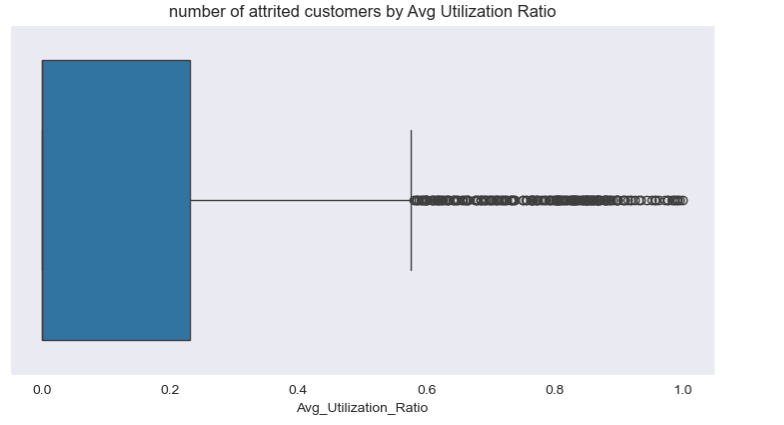 number of attrited customers by Avg Utilization Ratio
0.0 0.2 0.4 0.6 0.8 1.0
Avg_Utilization_Ratio